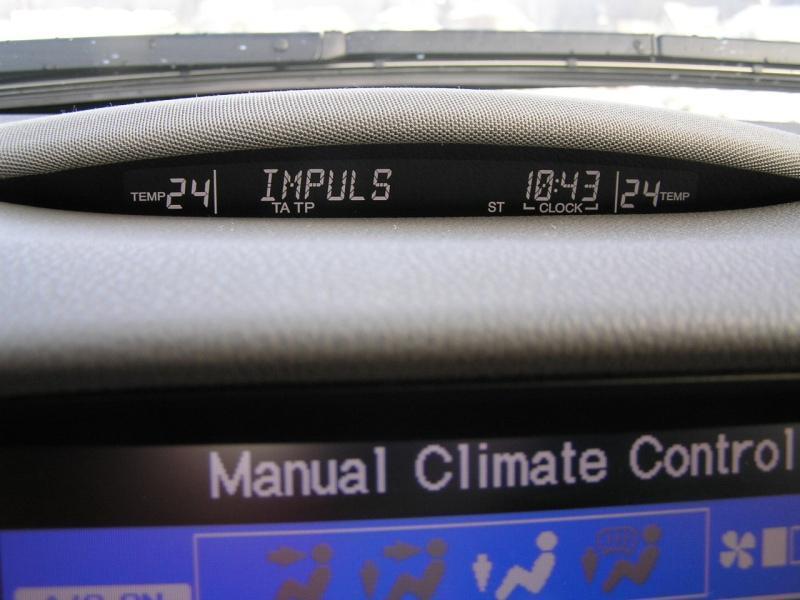 TEMP 24 IMPULS 10:43 24 TEMP
TA TP ST CLOCK
Manual Climate Control